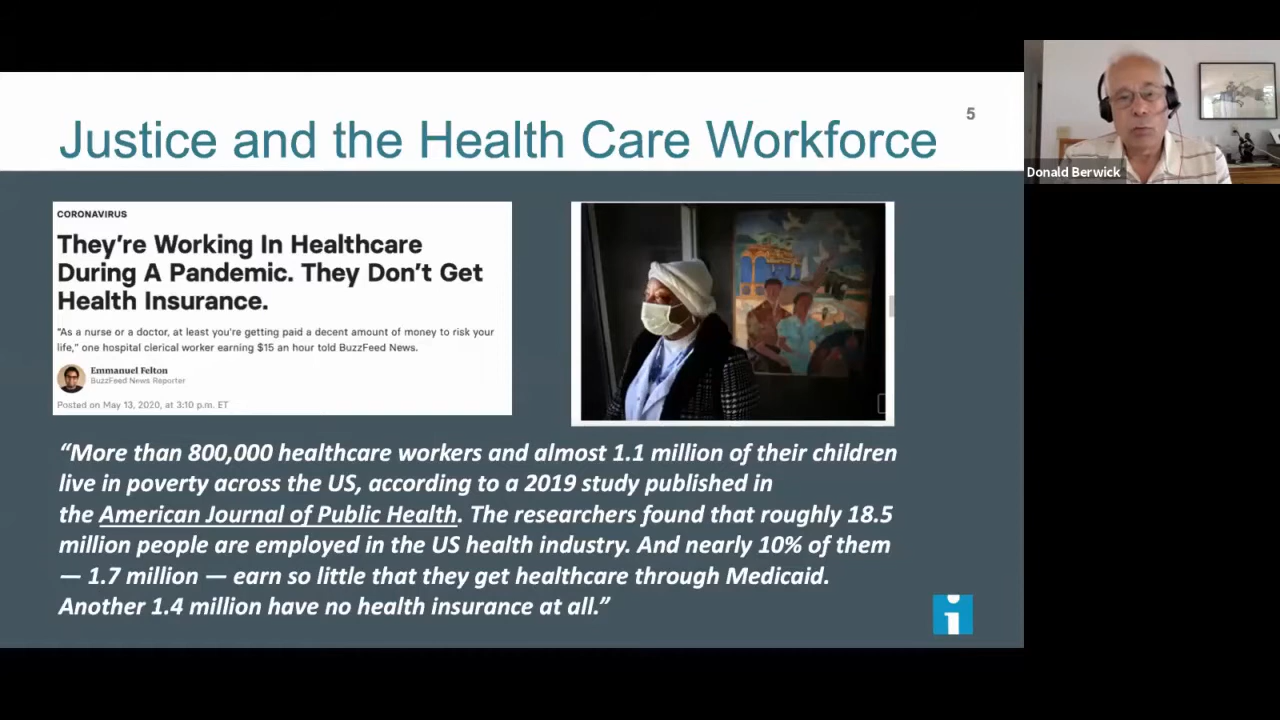 Justice and the Health Care Workforce
5
Donald Berwick
CORONAVIRUS
They’re Working In Healthcare
During A Pandemic. They Don’t Get
Health Insurance.
“As a nurse or a doctor, at least you're getting paid a decent amount of money to risk your
life,” one hospital clerical worker earning $15 an hour told BuzzFeed News.
Emmanuel Felton
BuzzFeed News Reporter
Posted on May 13, 2020, at 3:10 p.m. ET
“More than 800,000 healthcare workers and almost 1.1 million of their children
live in poverty across the US, according to a 2019 study published in
the American Journal of Public Health. The researchers found that roughly 18.5
million people are employed in the US health industry. And nearly 10% of them
— 1.7 million — earn so little that they get healthcare through Medicaid.
Another 1.4 million have no health insurance at all.”
i